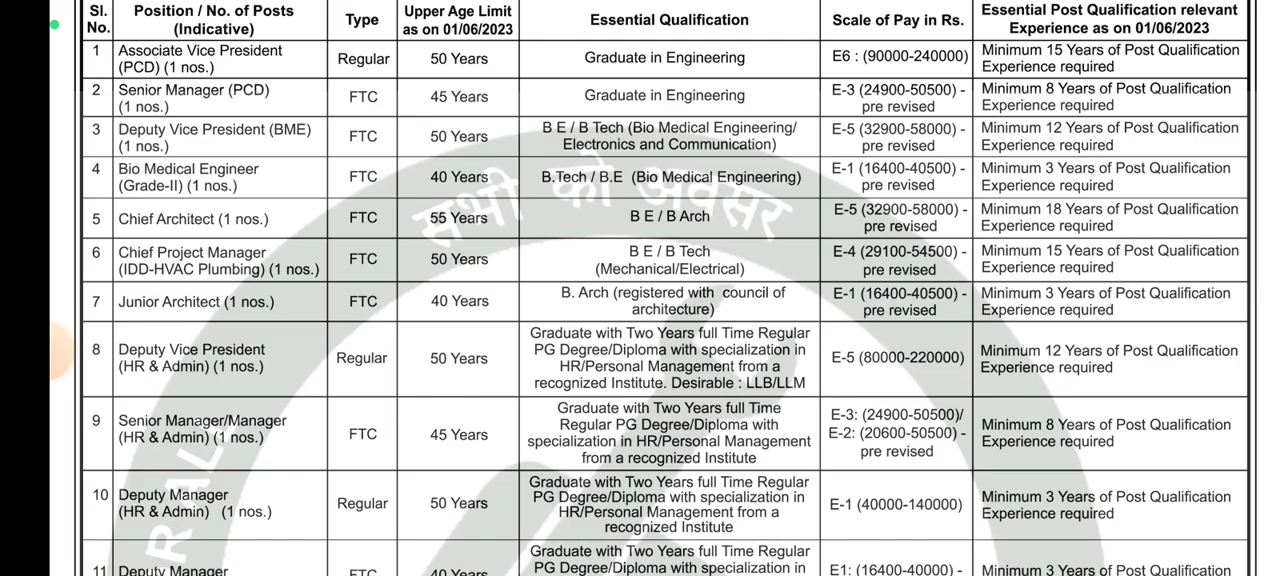 Sl. No. Position / No. of Posts (Indicative) Type Upper Age Limit as on 01/06/2023 Essential Qualification Scale of Pay in Rs. Essential Post Qualification relevant Experience as on 01/06/2023
1 Associate Vice President (PCD) (1 nos.) Regular 50 Years Graduate in Engineering E6 : (90000-240000) Minimum 15 Years of Post Qualification Experience required
2 Senior Manager (PCD) (1 nos.) FTC 45 Years Graduate in Engineering E-3 (24900-50500) - pre revised Minimum 8 Years of Post Qualification Experience required
3 Deputy Vice President (BME) (1 nos.) FTC 50 Years B E / B Tech (Bio Medical Engineering/ Electronics and Communication) E-5 (32900-58000) - pre revised Minimum 12 Years of Post Qualification Experience required
4 Bio Medical Engineer (Grade-II) (1 nos.) FTC 40 Years B.Tech / B.E (Bio Medical Engineering) E-1 (16400-40500) - pre revised Minimum 3 Years of Post Qualification Experience required
5 Chief Architect (1 nos.) FTC 55 Years B E / B Arch E-5 (32900-58000) - pre revised Minimum 18 Years of Post Qualification Experience required
6 Chief Project Manager (IDD-HVAC Plumbing) (1 nos.) FTC 50 Years B E / B Tech (Mechanical/Electrical) E-4 (29100-54500) - pre revised Minimum 15 Years of Post Qualification Experience required
7 Junior Architect (1 nos.) FTC 40 Years B. Arch (registered with council of architecture) E-1 (16400-40500) - pre revised Minimum 3 Years of Post Qualification Experience required
8 Deputy Vice President (HR & Admin) (1 nos.) Regular 50 Years Graduate with Two Years full Time Regular PG Degree/Diploma with specialization in HR/Personal Management from a recognized Institute. Desirable : LLB/LLM E-5 (80000-220000) Minimum 12 Years of Post Qualification Experience required
9 Senior Manager/Manager (HR & Admin) (1 nos.) FTC 45 Years Graduate with Two Years full Time Regular PG Degree/Diploma with specialization in HR/Personal Management from a recognized Institute E-3: (24900-50500)/ E-2: (20600-50500) - pre revised Minimum 8 Years of Post Qualification Experience required
10 Deputy Manager (HR & Admin) (1 nos.) Regular 50 Years Graduate with Two Years full Time Regular PG Degree/Diploma with specialization in HR/Personal Management from a recognized Institute E-1 (40000-140000) Minimum 3 Years of Post Qualification Experience required
11 Deputy Manager FTC 40 Years Graduate with Two Years full Time Regular PG Degree/Diploma with specialization in E1: (16400-40000) - Minimum 3 Years of Post Qualification
सभी को अवसर
RAL